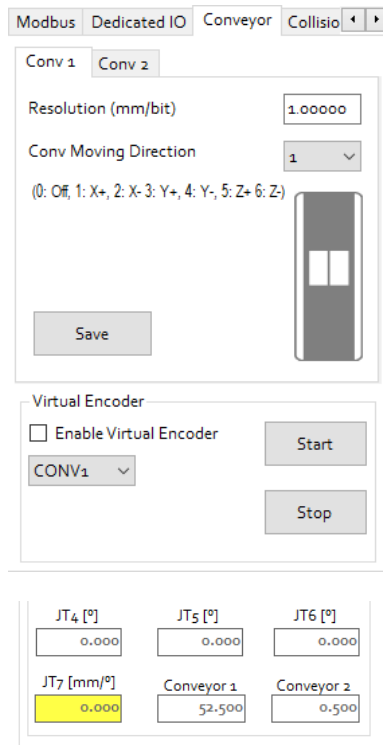 Modbus Dedicated IO Conveyor Collisio
Conv 1 Conv 2
Resolution (mm/bit) 1.00000
Conv Moving Direction 1
(0: Off, 1: X+, 2: X- 3: Y+, 4: Y-, 5: Z+ 6: Z-)
Save
Virtual Encoder
Enable Virtual Encoder
Start
CONV1
Stop
JT4 [º] JT5 [º] JT6 [º]
0.000 0.000 0.000
JT7 [mm/º] Conveyor 1 Conveyor 2
0.000 52.500 0.500